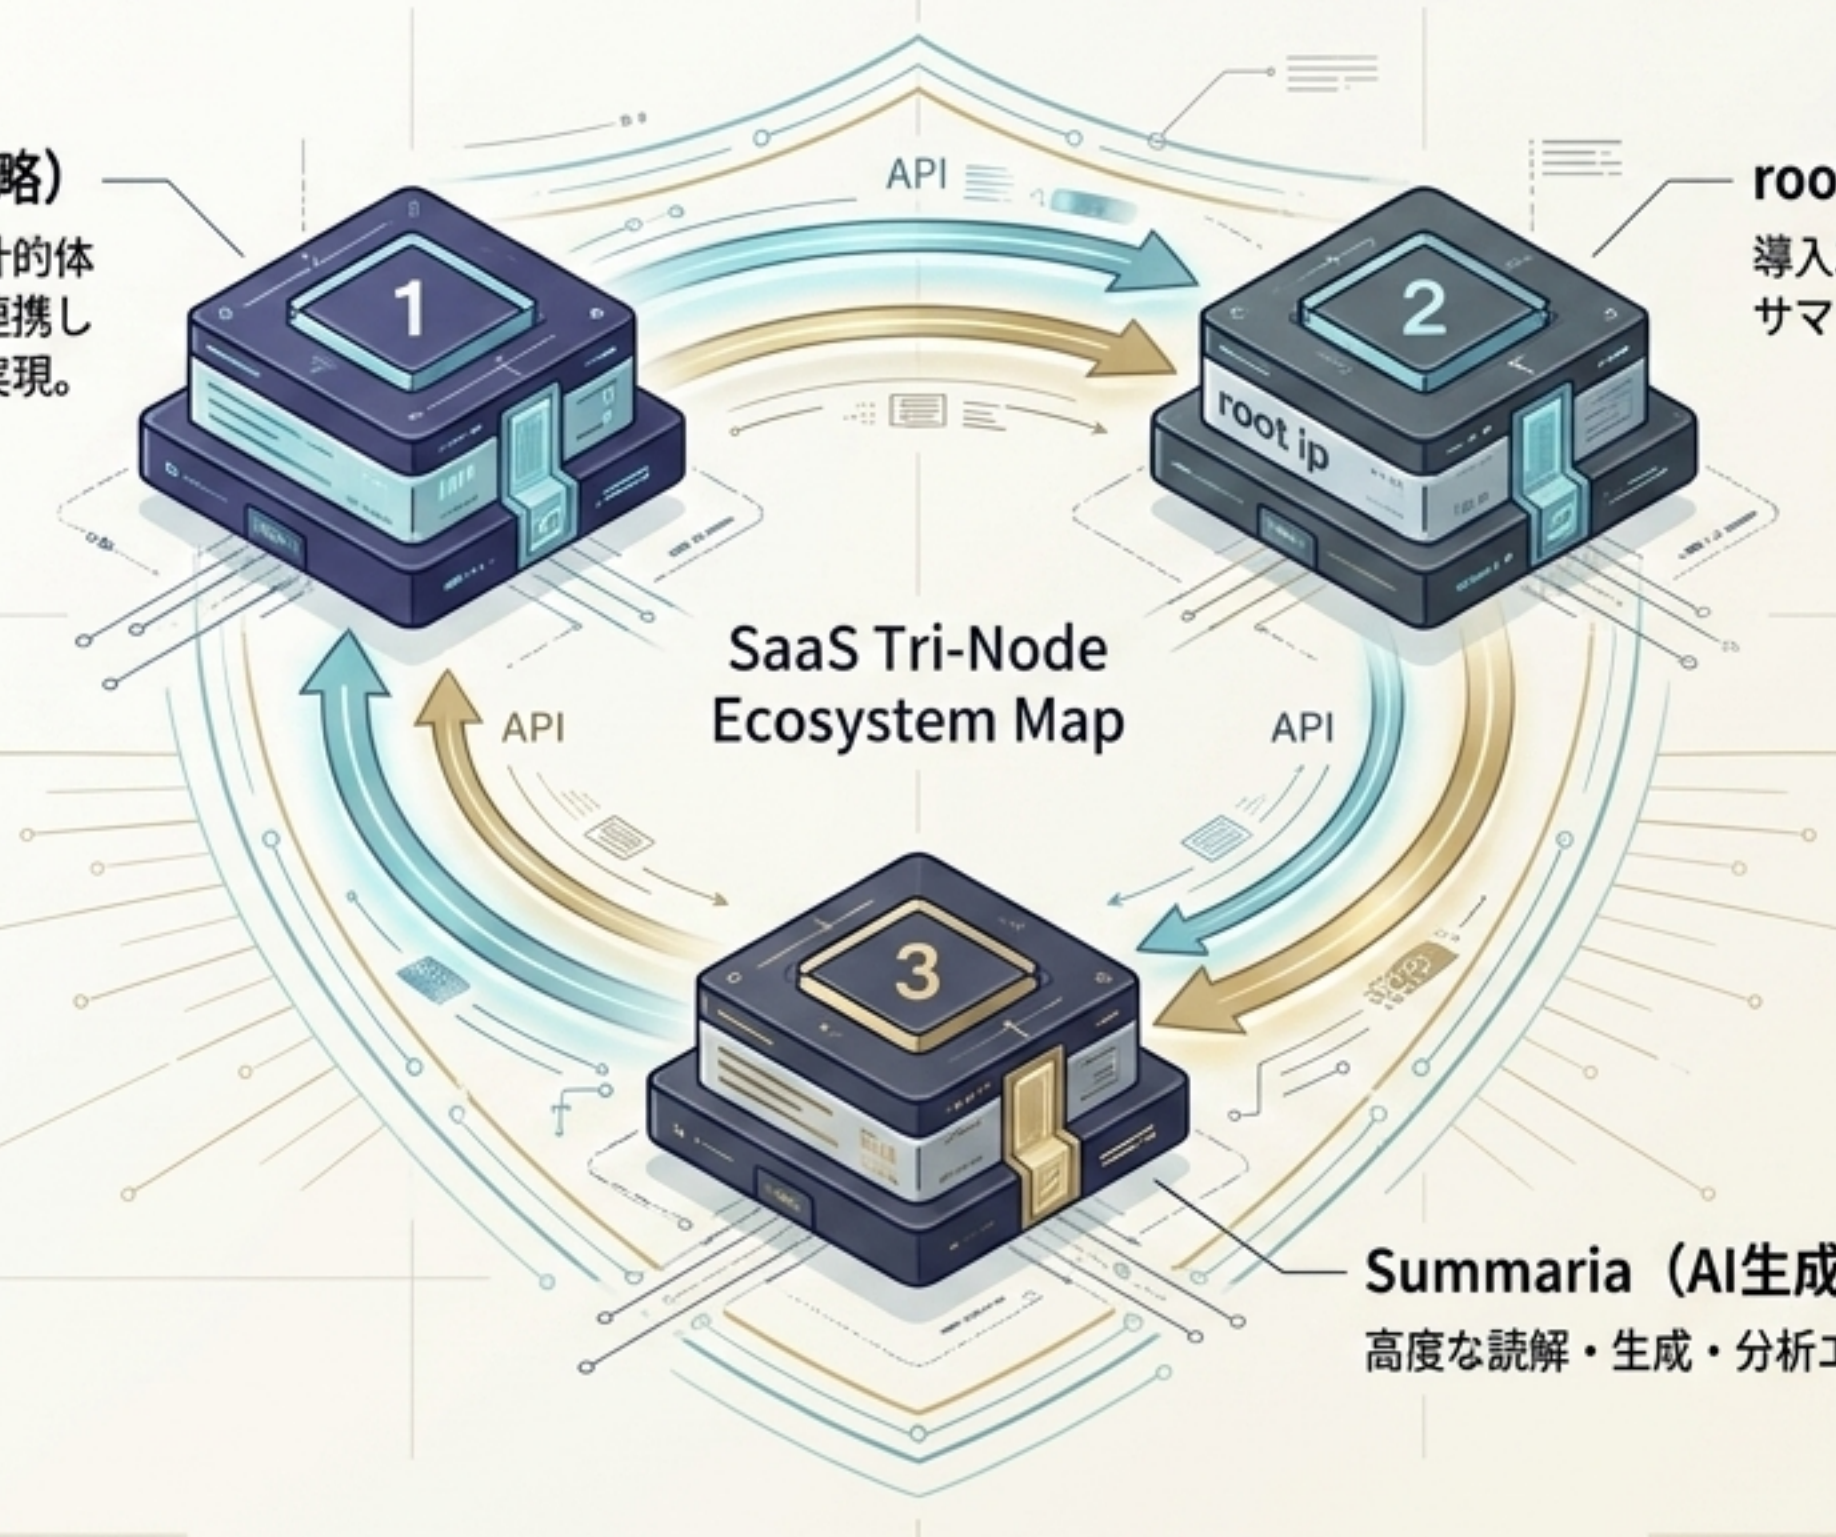 略）
計的体
連携し
実現。
API
roo
導入
サマ
1
2
root ip
SaaS Tri-Node
Ecosystem Map
API
API
3
Summaria（AI生成
高度な読解・生成・分析エ